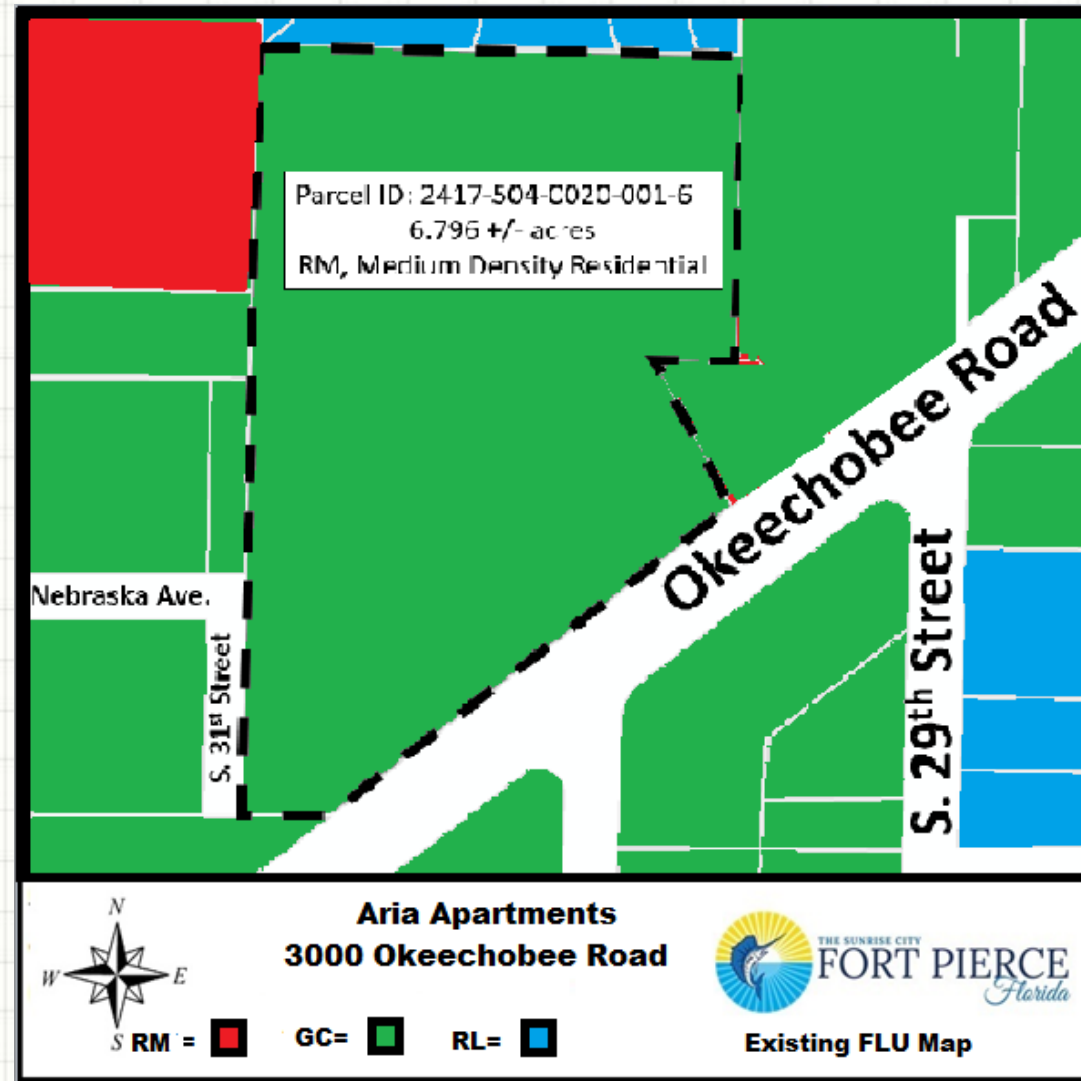 Parcel ID: 2417-504-0020-001-6
6.796 +/- acres
RM, Medium Density Residential
Okeechobee Road
Nebraska Ave.
S. 31st Street
S. 29th Street
N
W E
S
Aria Apartments
3000 Okeechobee Road
THE SUNRISE CITY
FORT PIERCE
Florida
RM = GC= RL=
Existing FLU Map